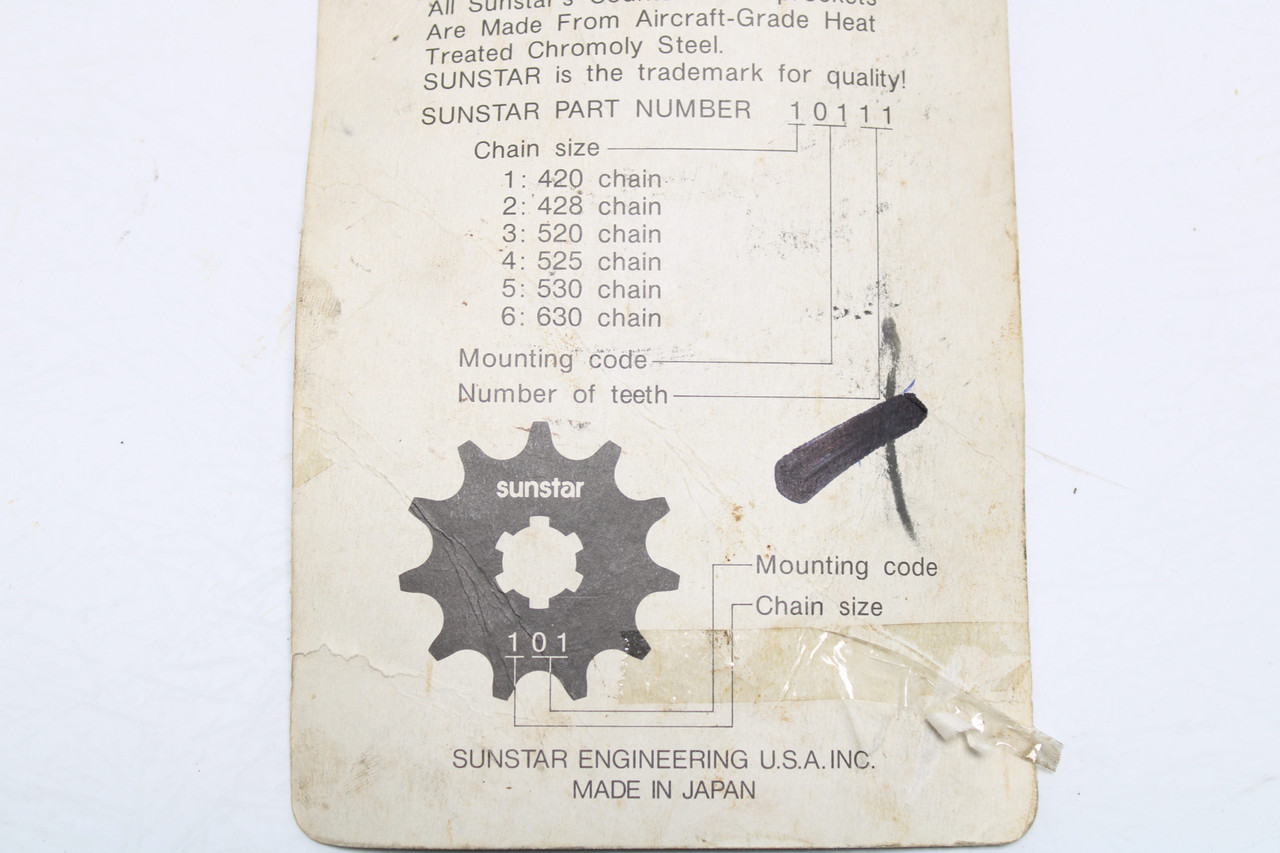 All Sunstar's
Are Made From Aircraft-Grade Heat
Treated Chromoly Steel.
SUNSTAR is the trademark for quality!
SUNSTAR PART NUMBER 10111
Chain size
1: 420 chain
2: 428 chain
3: 520 chain
4: 525 chain
5: 530 chain
6: 630 chain
Mounting code
Number of teeth
sunstar
Mounting code
Chain size
101
SUNSTAR ENGINEERING U.S.A. INC.
MADE IN JAPAN